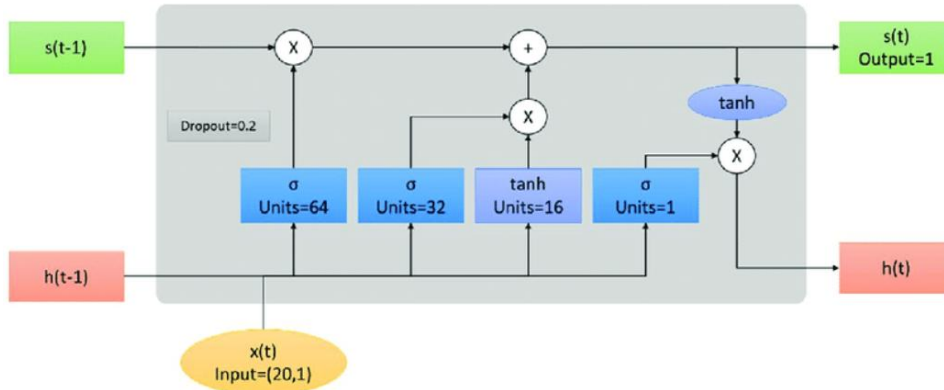 s(t-1)
X
+
s(t)
Output=1
tanh
X
Dropout=0.2
X
σ
Units=64
σ
Units=32
tanh
Units=16
σ
Units=1
h(t-1)
h(t)
x(t)
Input=(20,1)